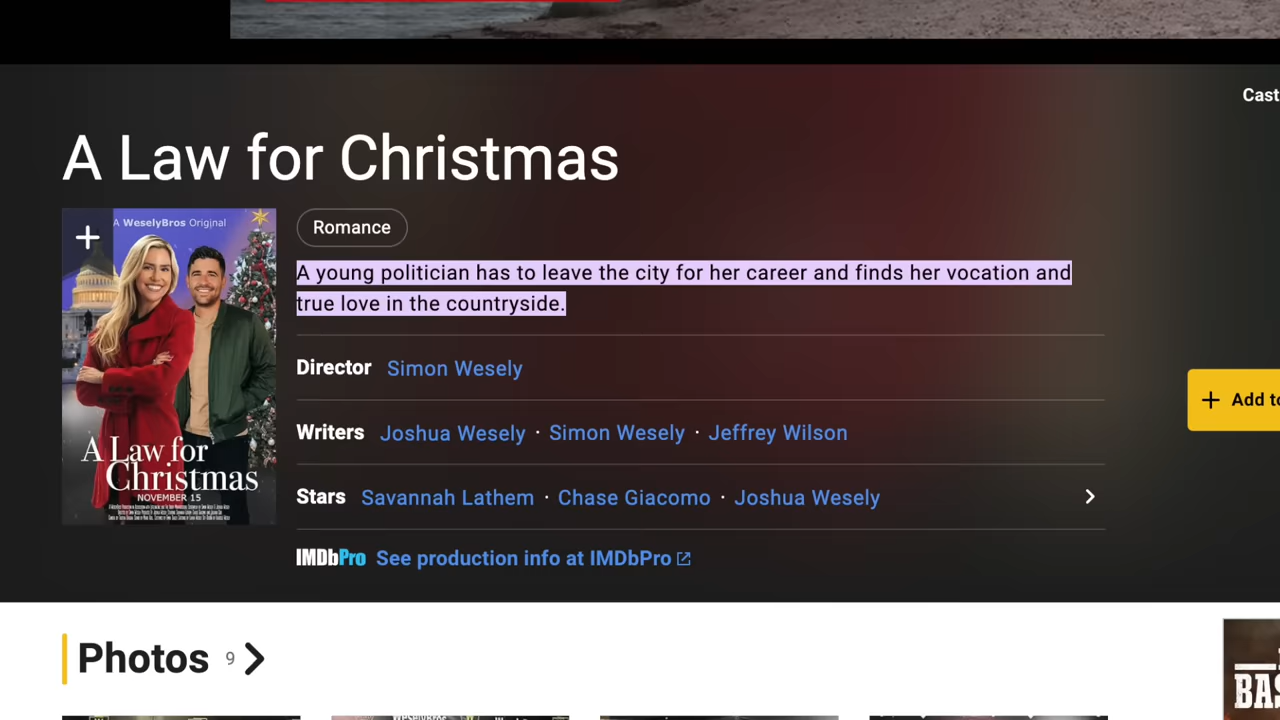 Cast
A Law for Christmas
A WeselyBros Original
A Law for
Christmas
NOVEMBER 15
Romance
A young politician has to leave the city for her career and finds her vocation and
true love in the countryside.
Director Simon Wesely
Writers Joshua Wesely · Simon Wesely · Jeffrey Wilson
Stars Savannah Lathem · Chase Giacomo · Joshua Wesely
IMDbPro See production info at IMDbPro
+ Add to
Photos 9